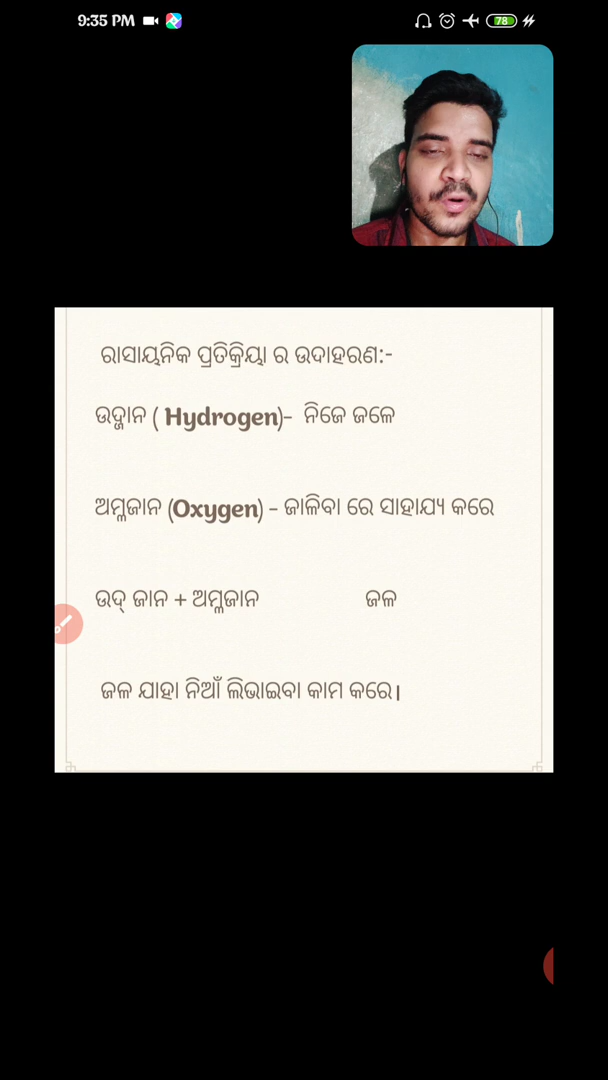 9:35 PM
78
ରାସାୟନିକ ପ୍ରତିକ୍ରିୟା ର ଉଦାହରଣ:-
ଉଦ୍ଜାନ ( Hydrogen)- ନିଜେ ଜଳେ
ଅମ୍ଳଜାନ (Oxygen) - ଜାଳିବା ରେ ସାହାଯ୍ୟ କରେ
ଉଦ୍ ଜାନ + ଅମ୍ଳଜାନ ଜଳ
ଜଳ ଯାହା ନିଆଁ ଲିଭାଇବା କାମ କରେ।